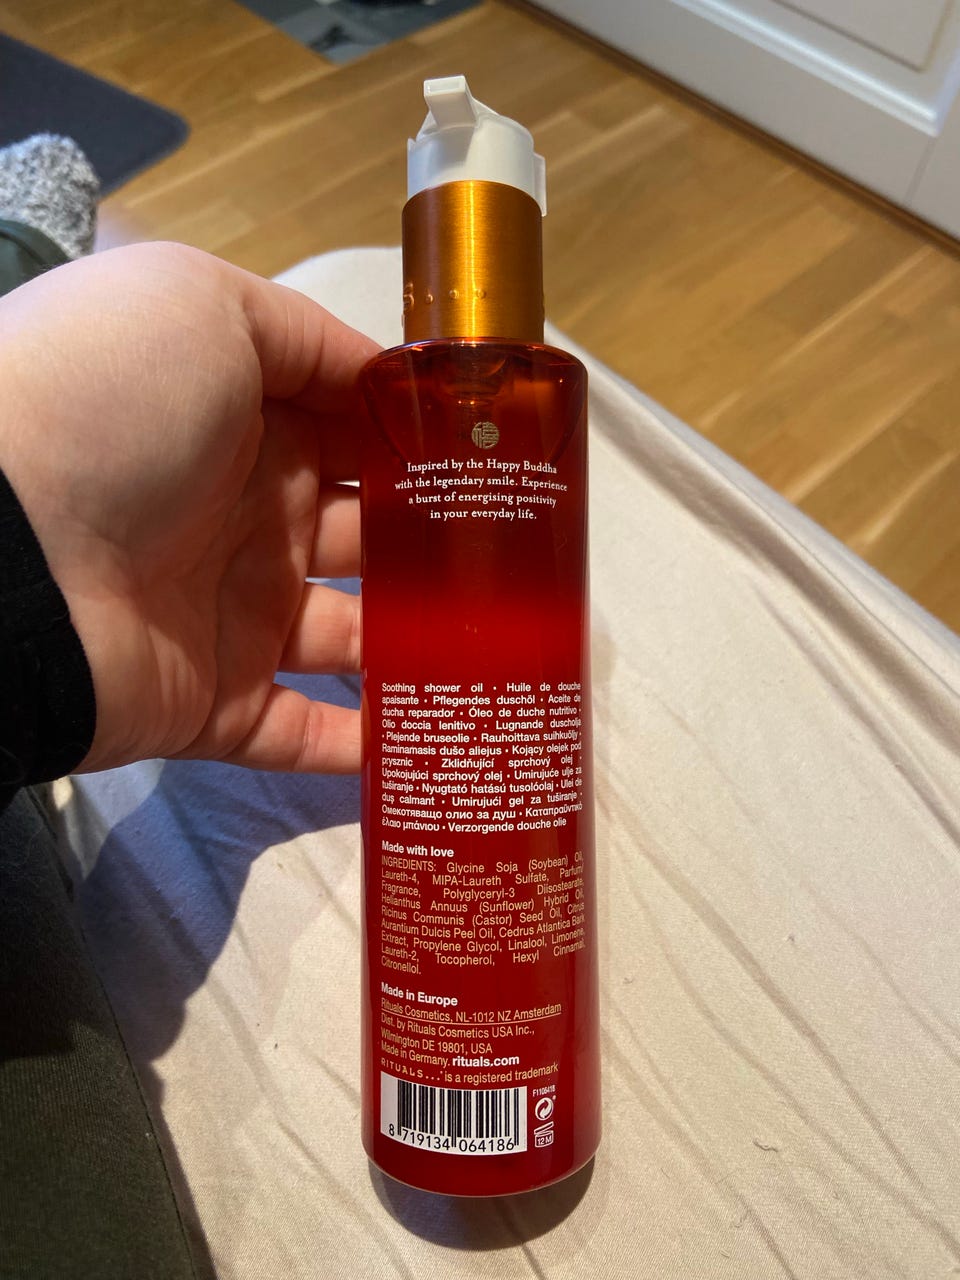 福
Inspired by the Happy Buddha
with the legendary smile. Experience
a burst of energising positivity
in your everyday life.
Soothing shower oil • Huile de douche
apaisante • Pflegendes duschöl • Aceite de
ducha reparador • Óleo de duche nutritivo •
Olio doccia lenitivo • Lugnande duscholja
• Plejende bruseolie • Rauhoittava suihkuöljy •
Raminamasis dušo aliejus • Kojący olejek pod
prysznic • Zklidňující sprchový olej •
Upokojujúci sprchový olej • Umirujuće ulje za
tuširanje • Nyugtató hatású tusolóolaj • Ulei de
duș calmant • Umirujući gel za tuširanje •
Омекотяващо олио за душ • Καταπραϋντικό
έλαιο μπάνιου • Verzorgende douche olie
Made with love
INGREDIENTS: Glycine Soja (Soybean) Oil,
Laureth-4, MIPA-Laureth Sulfate, Parfum/
Fragrance, Polyglyceryl-3 Diisostearate,
Helianthus Annuus (Sunflower) Hybrid Oil,
Ricinus Communis (Castor) Seed Oil, Citrus
Aurantium Dulcis Peel Oil, Cedrus Atlantica Bark
Extract, Propylene Glycol, Linalool, Limonene,
Laureth-2, Tocopherol, Hexyl Cinnamal,
Citronellol.
Made in Europe
Rituals Cosmetics, NL-1012 NZ Amsterdam
Dist. by Rituals Cosmetics USA Inc.,
Wilmington DE 19801, USA
Made in Germany. rituals.com
RITUALS...® is a registered trademark
F1106418
8 719134 064186
12 M